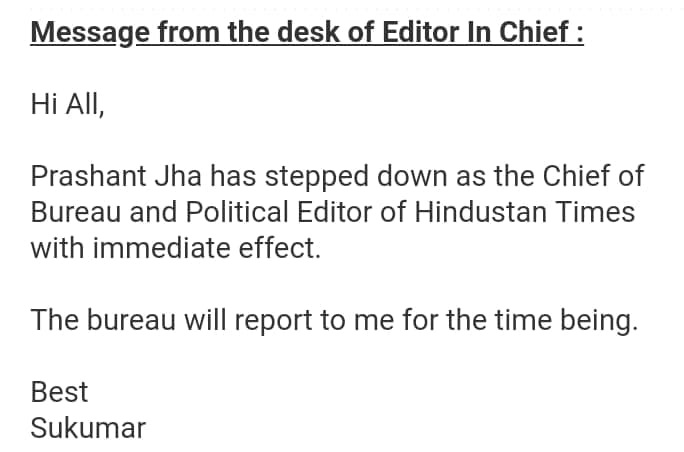 Message from the desk of Editor In Chief :
Hi All,
Prashant Jha has stepped down as the Chief of
Bureau and Political Editor of Hindustan Times
with immediate effect.
The bureau will report to me for the time being.
Best
Sukumar